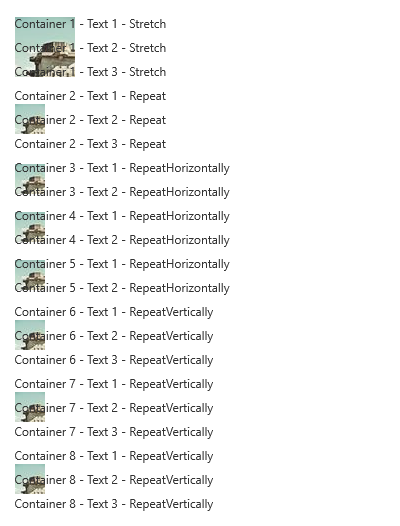 Container 1 - Text 1 - Stretch
Container 1 - Text 2 - Stretch
Container 1 - Text 3 - Stretch
Container 2 - Text 1 - Repeat
Container 2 - Text 2 - Repeat
Container 2 - Text 3 - Repeat
Container 3 - Text 1 - RepeatHorizontally
Container 3 - Text 2 - RepeatHorizontally
Container 4 - Text 1 - RepeatHorizontally
Container 4 - Text 2 - RepeatHorizontally
Container 5 - Text 1 - RepeatHorizontally
Container 5 - Text 2 - RepeatHorizontally
Container 6 - Text 1 - RepeatVertically
Container 6 - Text 2 - RepeatVertically
Container 6 - Text 3 - RepeatVertically
Container 7 - Text 1 - RepeatVertically
Container 7 - Text 2 - RepeatVertically
Container 7 - Text 3 - RepeatVertically
Container 8 - Text 1 - RepeatVertically
Container 8 - Text 2 - RepeatVertically
Container 8 - Text 3 - RepeatVertically